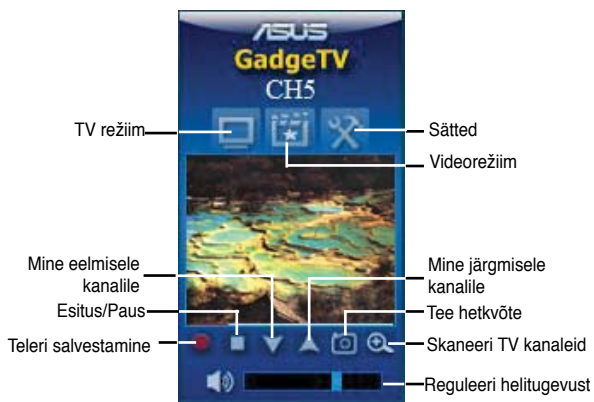 ASUS
GadgeTV
CH5
TV režiim
Sätted
Videorežiim
Mine eelmisele
kanalile
Mine järgmisele
kanalile
Esitus/Paus
Tee hetkvõte
Teleri salvestamine
Skaneeri TV kanaleid
Reguleeri helitugevust